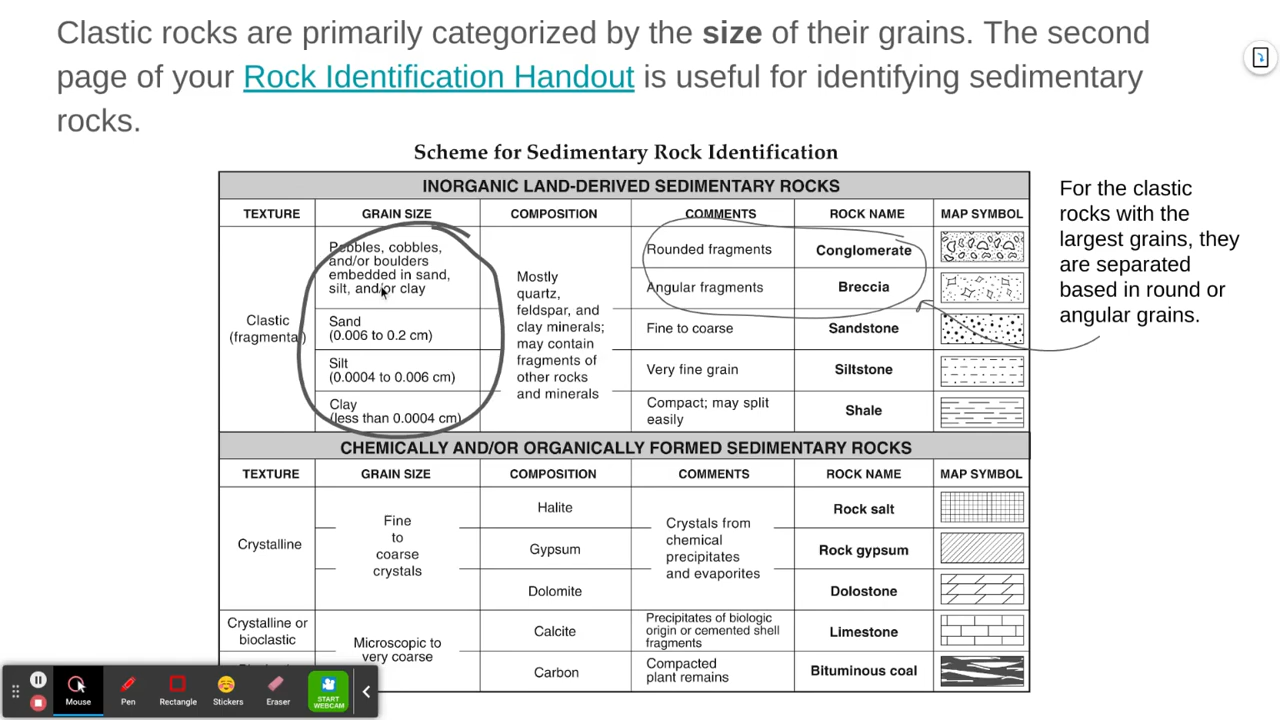 Clastic rocks are primarily categorized by the size of their grains. The second
page of your Rock Identification Handout is useful for identifying sedimentary
rocks.
Scheme for Sedimentary Rock Identification
INORGANIC LAND-DERIVED SEDIMENTARY ROCKS
TEXTURE GRAIN SIZE COMPOSITION COMMENTS ROCK NAME MAP SYMBOL
Clastic
(fragmental)
Pebbles, cobbles,
and/or boulders
embedded in sand,
silt, and/or clay
Sand
(0.006 to 0.2 cm)
Silt
(0.0004 to 0.006 cm)
Clay
(less than 0.0004 cm)
Mostly
quartz,
feldspar, and
clay minerals;
may contain
fragments of
other rocks
and minerals
Rounded fragments Conglomerate
Angular fragments Breccia
Fine to coarse Sandstone
Very fine grain Siltstone
Compact; may split
easily
Shale
For the clastic
rocks with the
largest grains, they
are separated
based in round or
angular grains.
CHEMICALLY AND/OR ORGANICALLY FORMED SEDIMENTARY ROCKS
TEXTURE GRAIN SIZE COMPOSITION COMMENTS ROCK NAME MAP SYMBOL
Crystalline
Fine
to
coarse
crystals
Halite
Gypsum
Dolomite
Crystals from
chemical
precipitates
and evaporites
Rock salt
Rock gypsum
Dolostone
Crystalline or
bioclastic
Microscopic to
very coarse
Calcite
Precipitates of biologic
origin or cemented shell
fragments
Limestone
Carbon
Compacted
plant remains
Bituminous coal
Mouse Pen Rectangle Stickers Eraser
START
WEBCAM